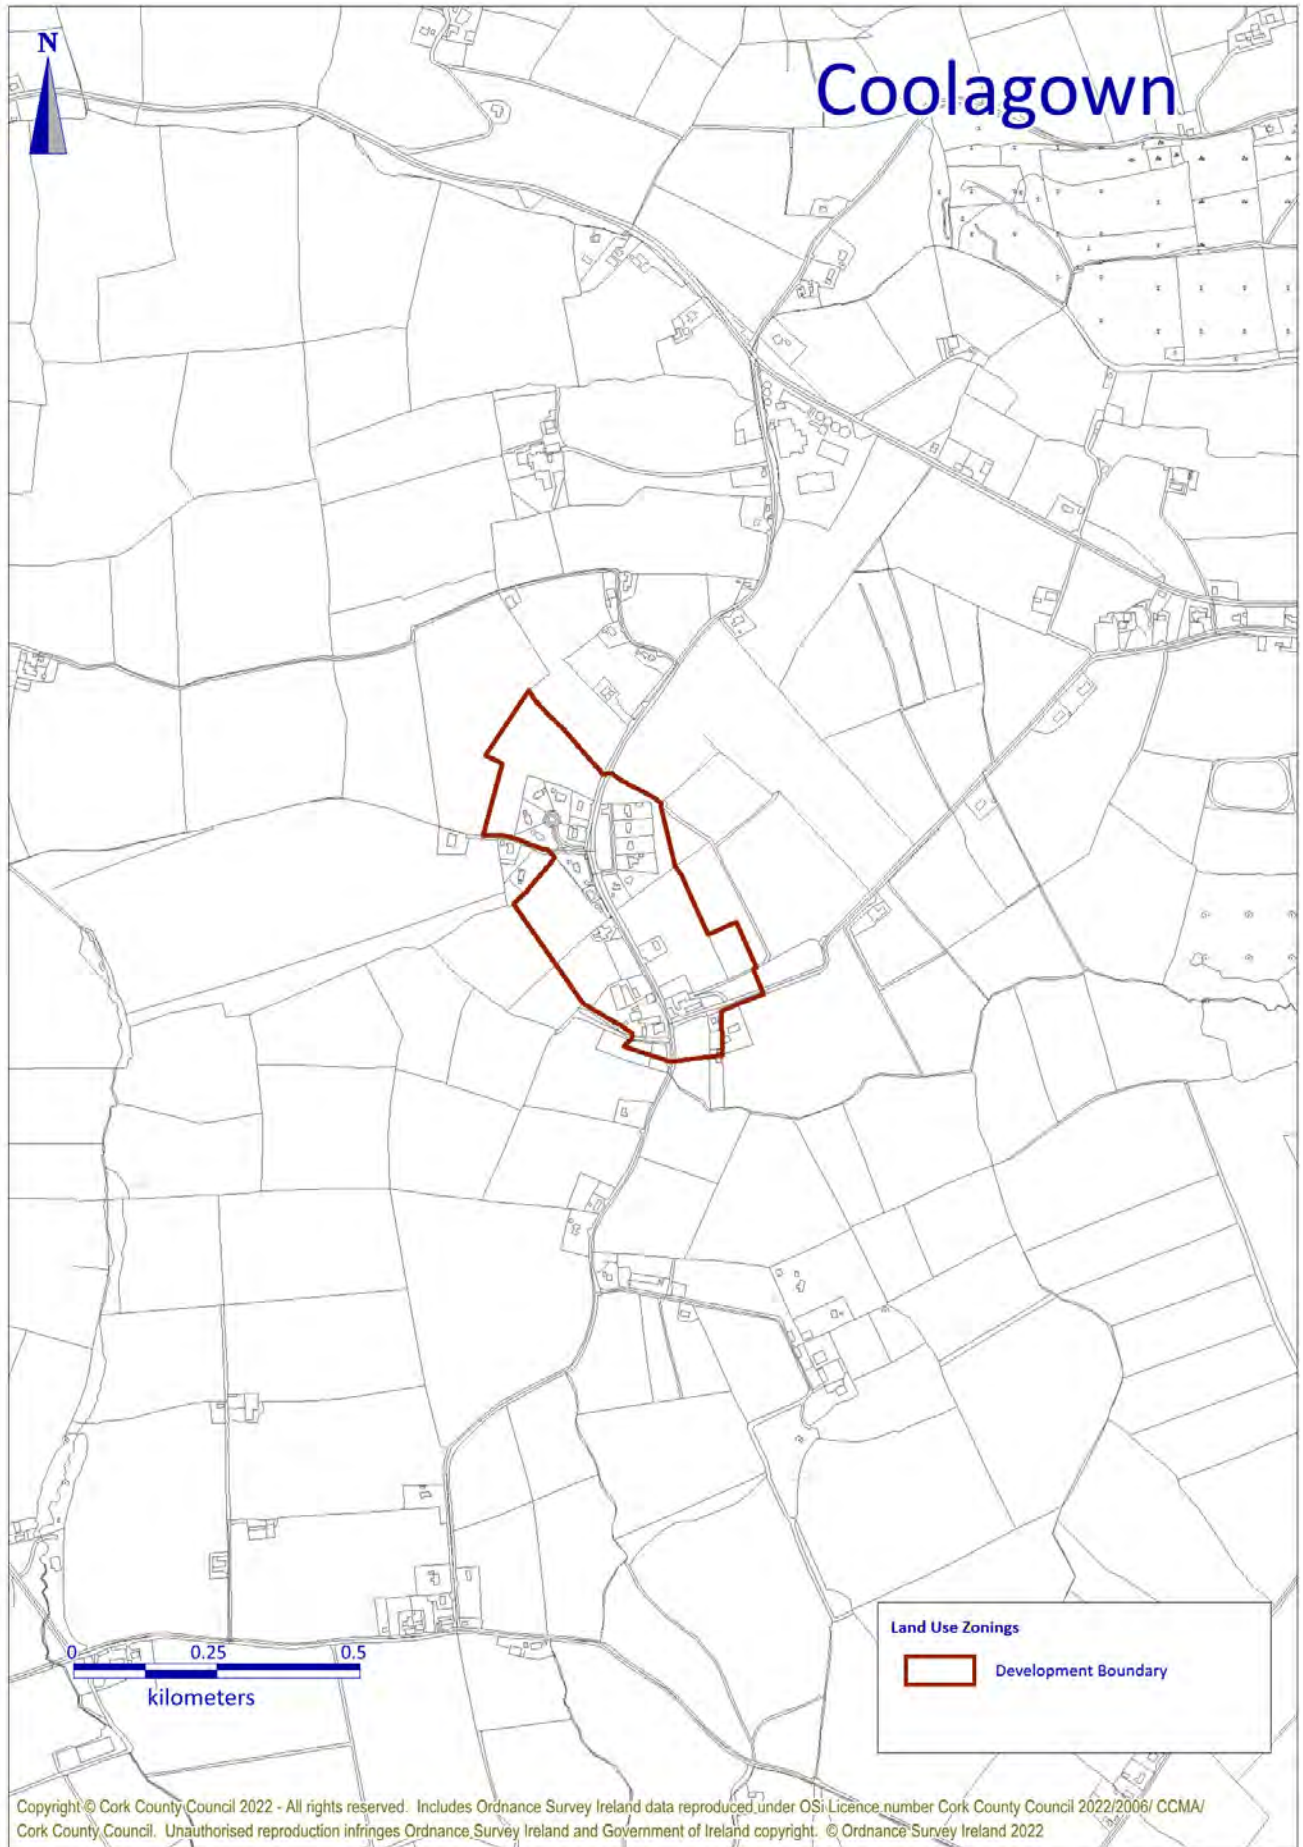 N
Coolagown
Land Use Zonings
Development Boundary
0 0.25 0.5
kilometers
Copyright © Cork County Council 2022 - All rights reserved. Includes Ordnance Survey Ireland data reproduced under OSi Licence number Cork County Council 2022/2006/ CCMA/
Cork County Council. Unauthorised reproduction infringes Ordnance Survey Ireland and Government of Ireland copyright. © Ordnance Survey Ireland 2022